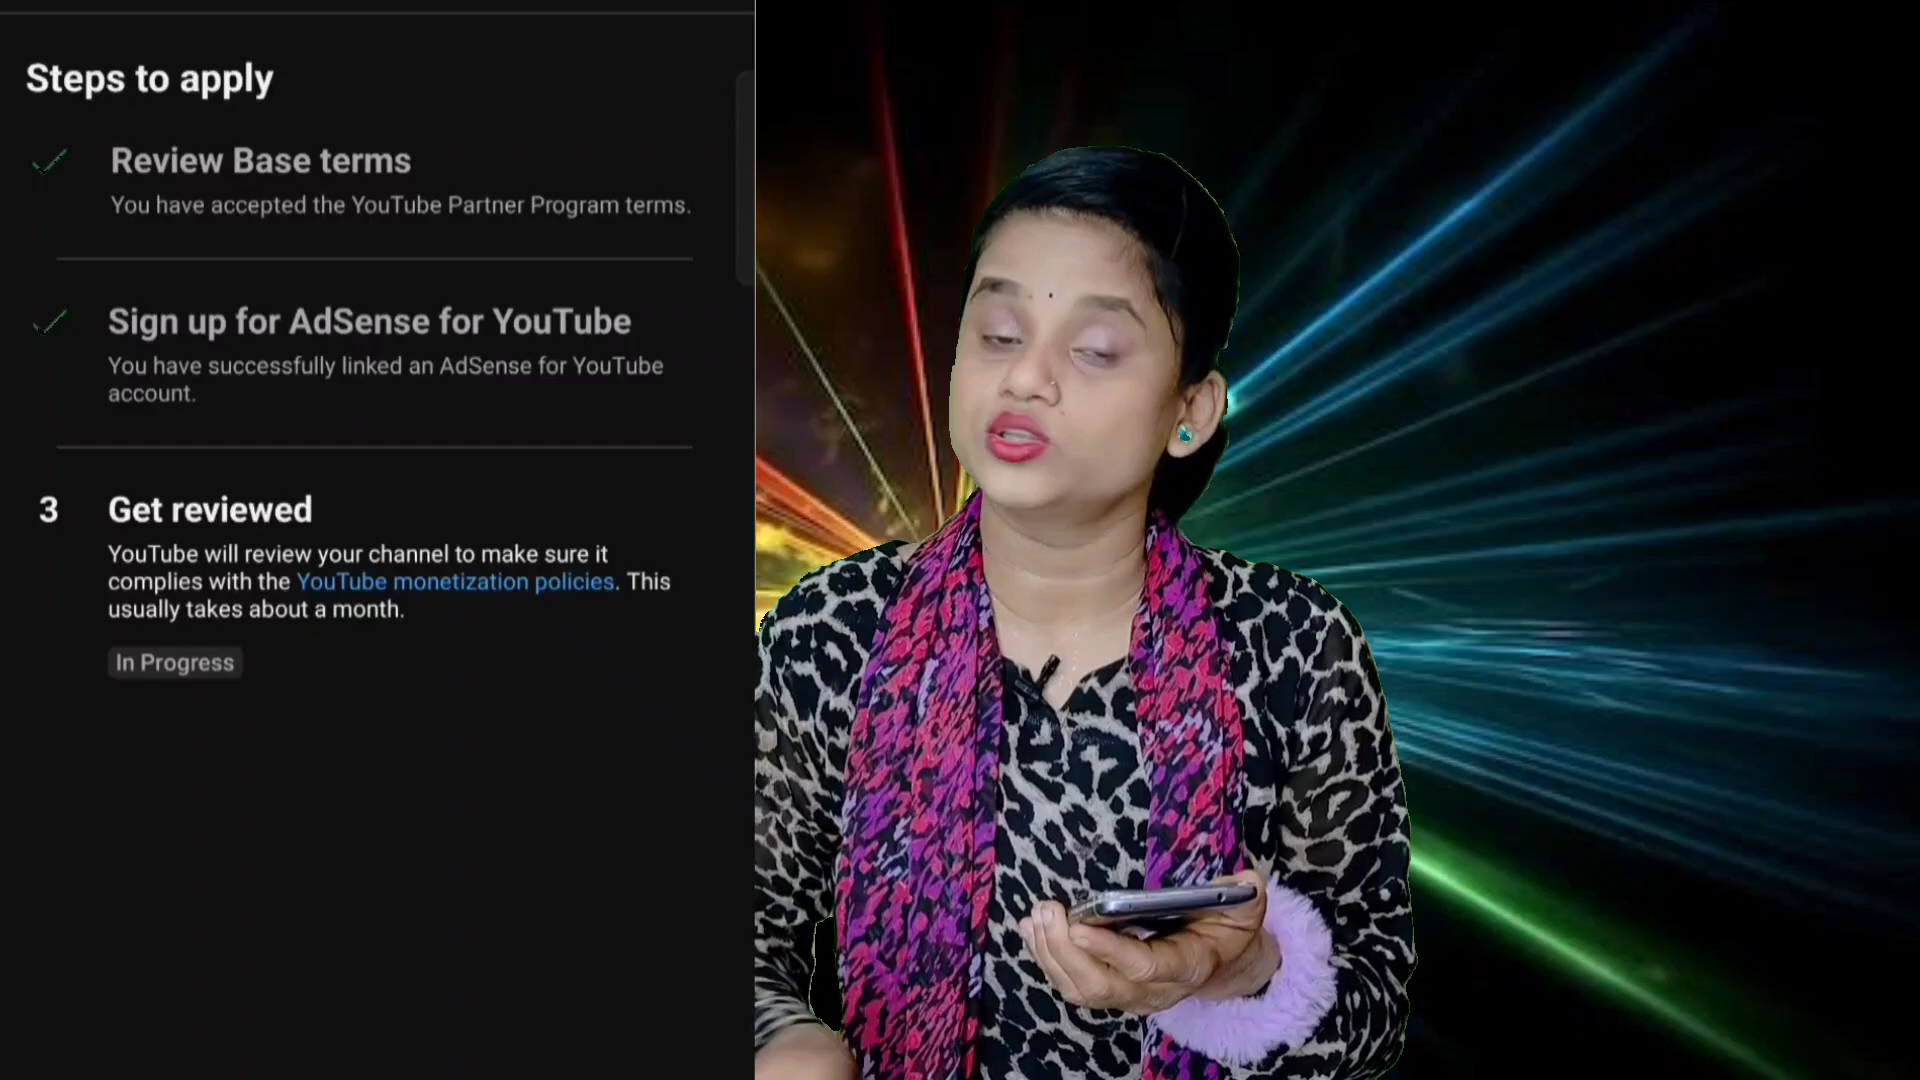 Steps to apply
Review Base terms
You have accepted the YouTube Partner Program terms.
Sign up for AdSense for YouTube
You have successfully linked an AdSense for YouTube
account.
3 Get reviewed
YouTube will review your channel to make sure it
complies with the YouTube monetization policies. This
usually takes about a month.
In Progress